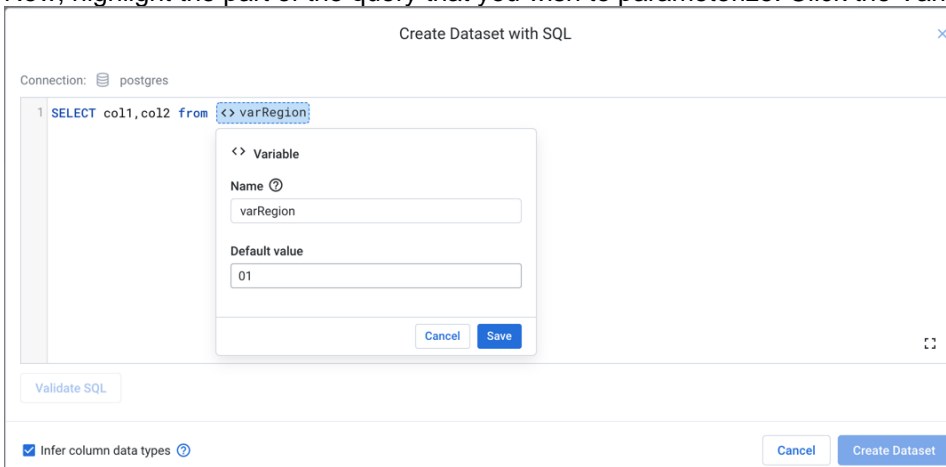 Create Dataset with SQL
Connection: postgres
1 SELECT col1,col2 from <> varRegion
<> Variable
Name
varRegion
Default value
01
Cancel Save
Validate SQL
Infer column data types
Cancel Create Dataset